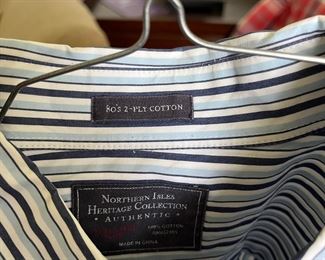 80's 2-PLY COTTON
NORTHERN ISLES
HERITAGE COLLECTION
• AUTHENTIC •
100% COTTON
MADE IN CHINA